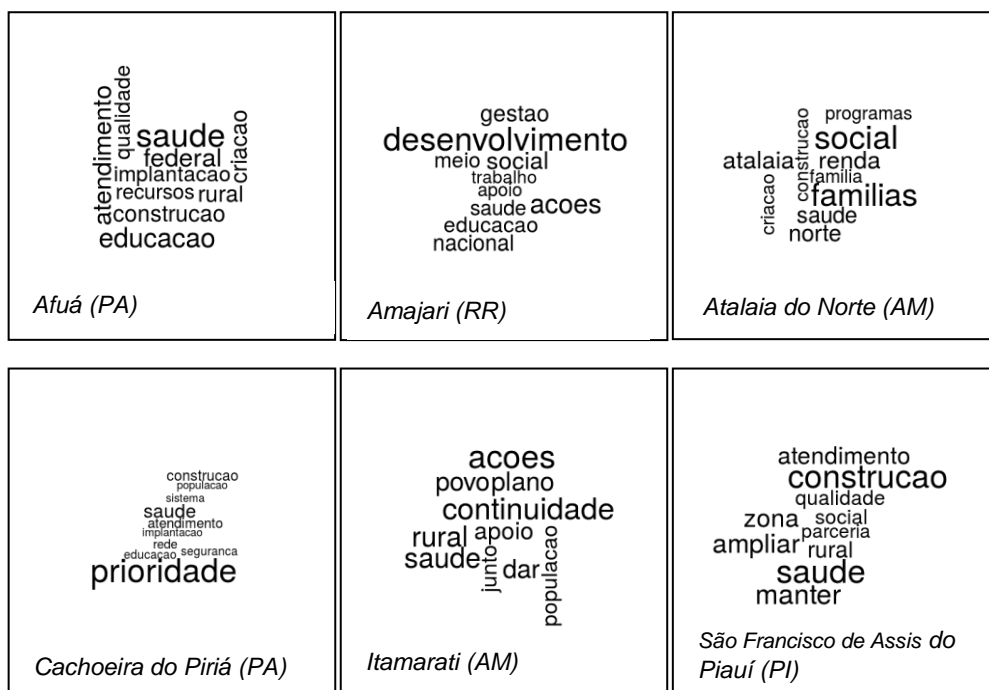 qualidade
atendimento
saude
criacao
federal
implantacao
recursos rural
construcao
educacao
Afuá (PA)
gestao
desenvolvimento
meio social
trabalho
apoio
saude acoes
educacao
nacional
Amajari (RR)
programas
construcao
social
atalaia renda
familia
criacao
familias
saude
norte
Atalaia do Norte (AM)
construcao
populacao
sistema
saude
atendimento
implantacao
rede
educacao seguranca
prioridade
Cachoeira do Piriá (PA)
acoes
povoplano
continuidade
rural apoio
saude
junto
dar
populacao
Itamarati (AM)
atendimento
construcao
qualidade
zona social
parceria
ampliar rural
saude
manter
São Francisco de Assis do
Piauí (PI)